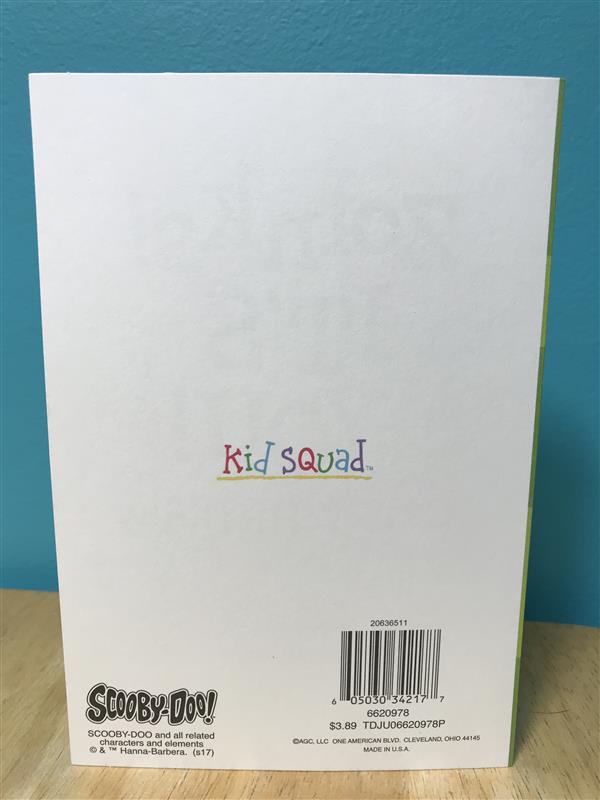 Kid SQuad™
20636511
6 05030 34217 7
6620978
$3.89 TDJU06620978P
©AGC, LLC ONE AMERICAN BLVD. CLEVELAND, OHIO 44145
MADE IN U.S.A.
SCOOBY-DOO!
SCOOBY-DOO and all related
characters and elements
© & ™ Hanna-Barbera. (s17)